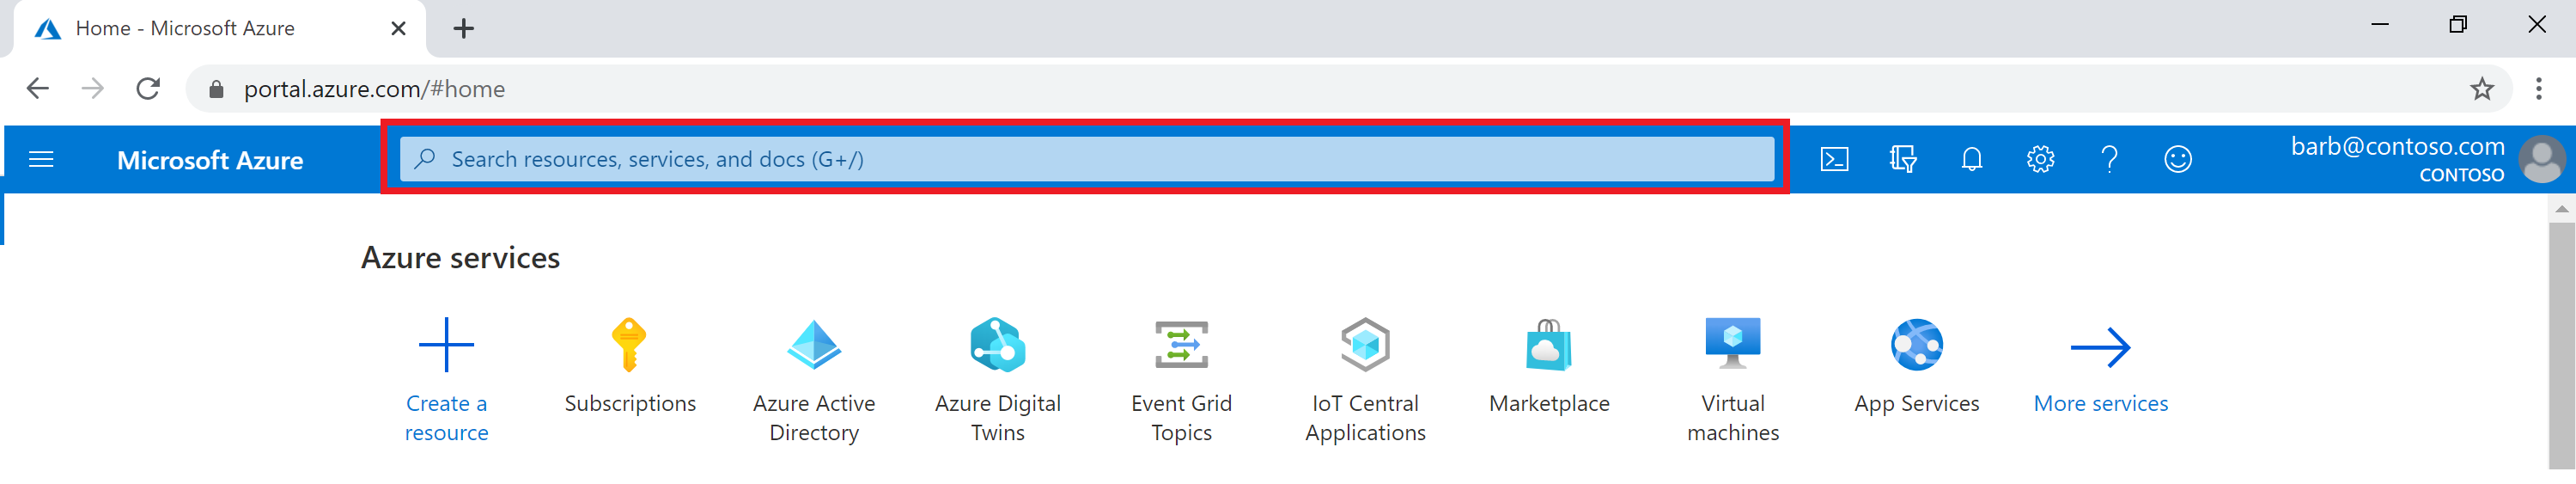 Home - Microsoft Azure
portal.azure.com/#home
Microsoft Azure
Search resources, services, and docs (G+/)
barb@contoso.com
CONTOSO
Azure services
Create a
resource
Subscriptions
Azure Active
Directory
Azure Digital
Twins
Event Grid
Topics
IoT Central
Applications
Marketplace
Virtual
machines
App Services
More services